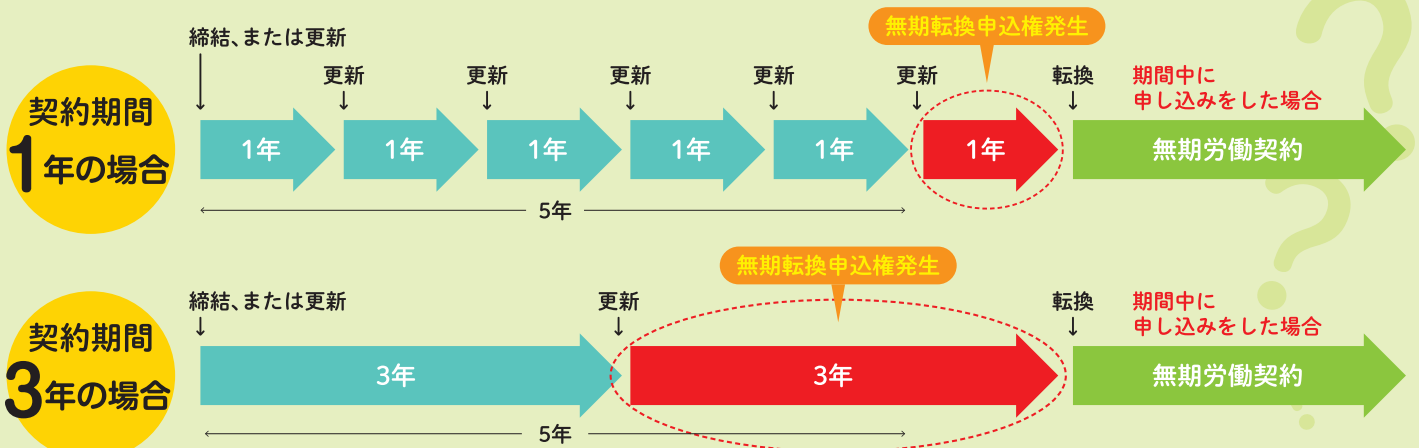 無期転換申込権発生
締結、または更新
更新
更新
更新
更新
更新
転換
期間中に
申し込みをした場合
契約期間
1年の場合
1年
1年
1年
1年
1年
1年
無期労働契約
5年
無期転換申込権発生
締結、または更新
更新
転換
期間中に
申し込みをした場合
契約期間
3年の場合
3年
3年
無期労働契約
5年